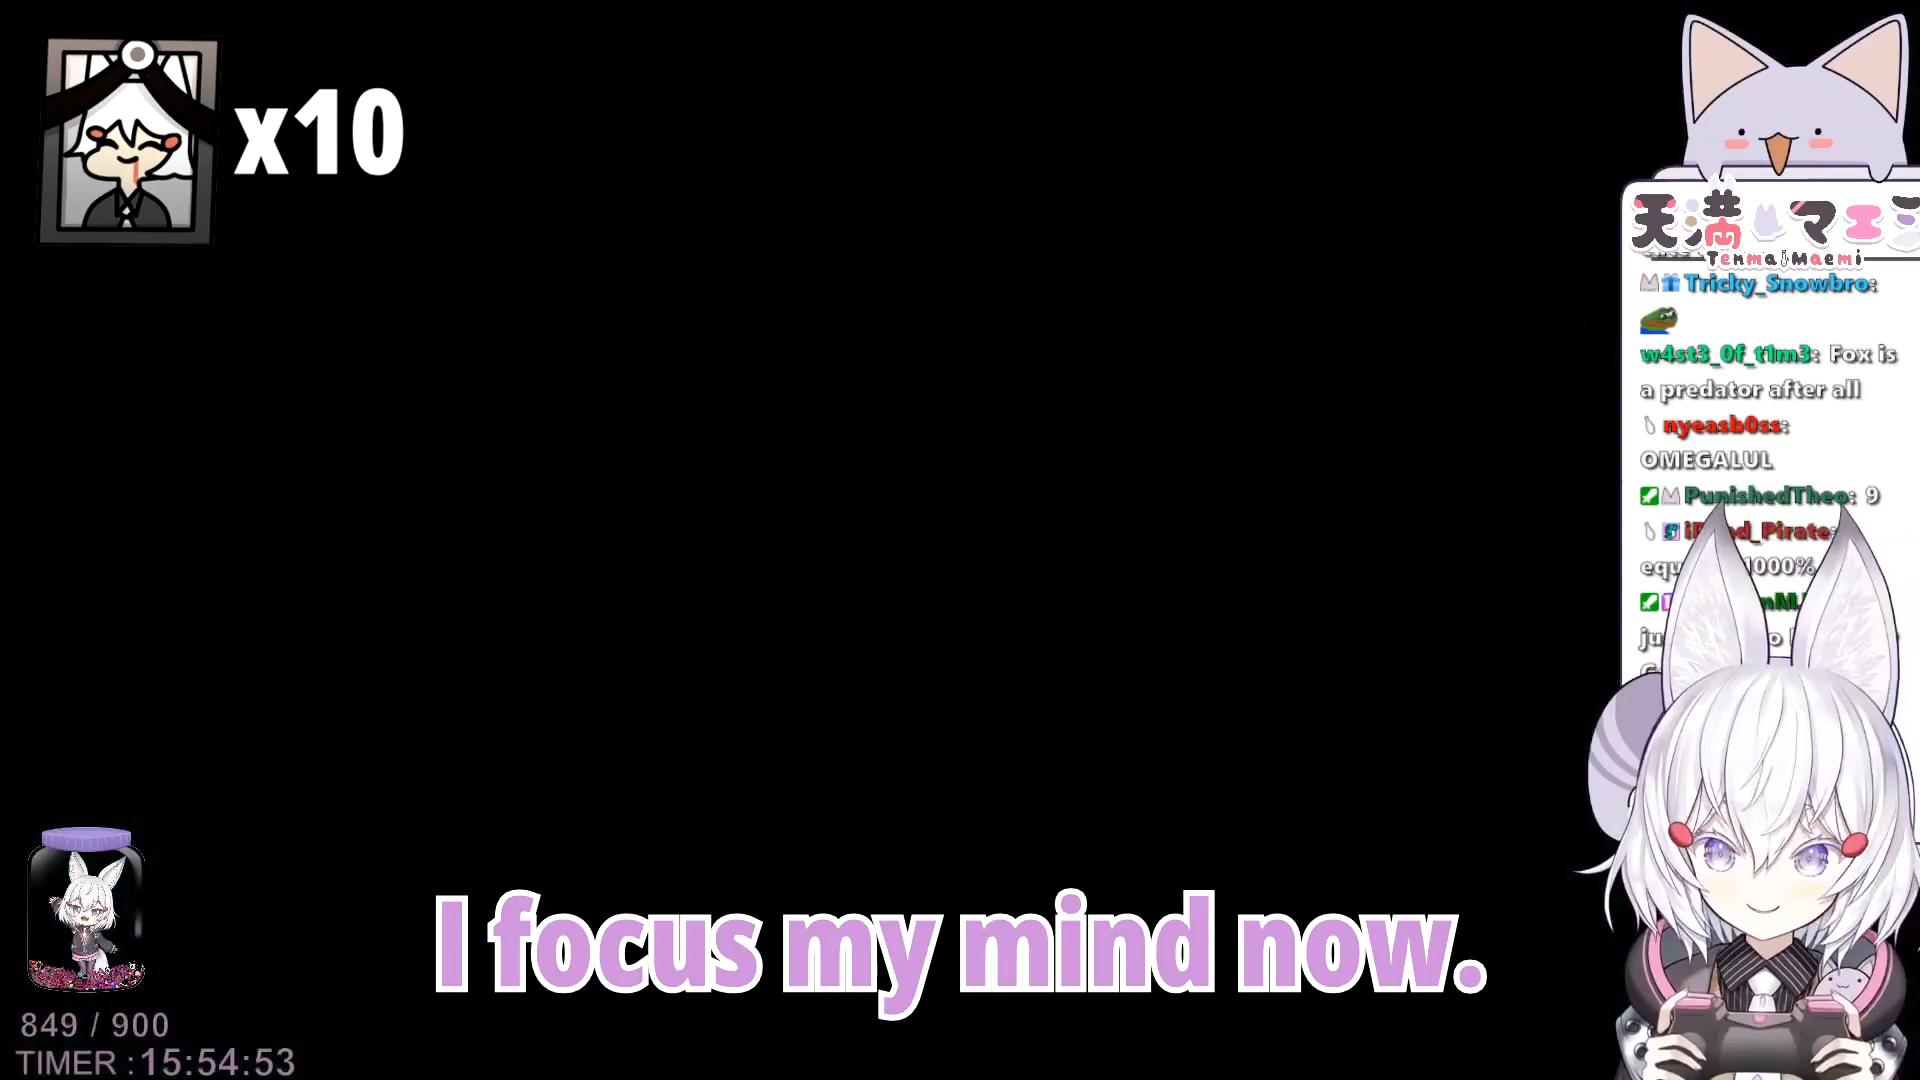 x10
天満マエミ
Tenma Maemi
Tricky_Snowbro:
w4st3_0f_t1m3: Fox is
a predator after all
nyeasb0ss:
OMEGALUL
PunishedTheo: 9
d_Pirate:
1000%
I focus my mind now.
849 / 900
TIMER :15:54:53